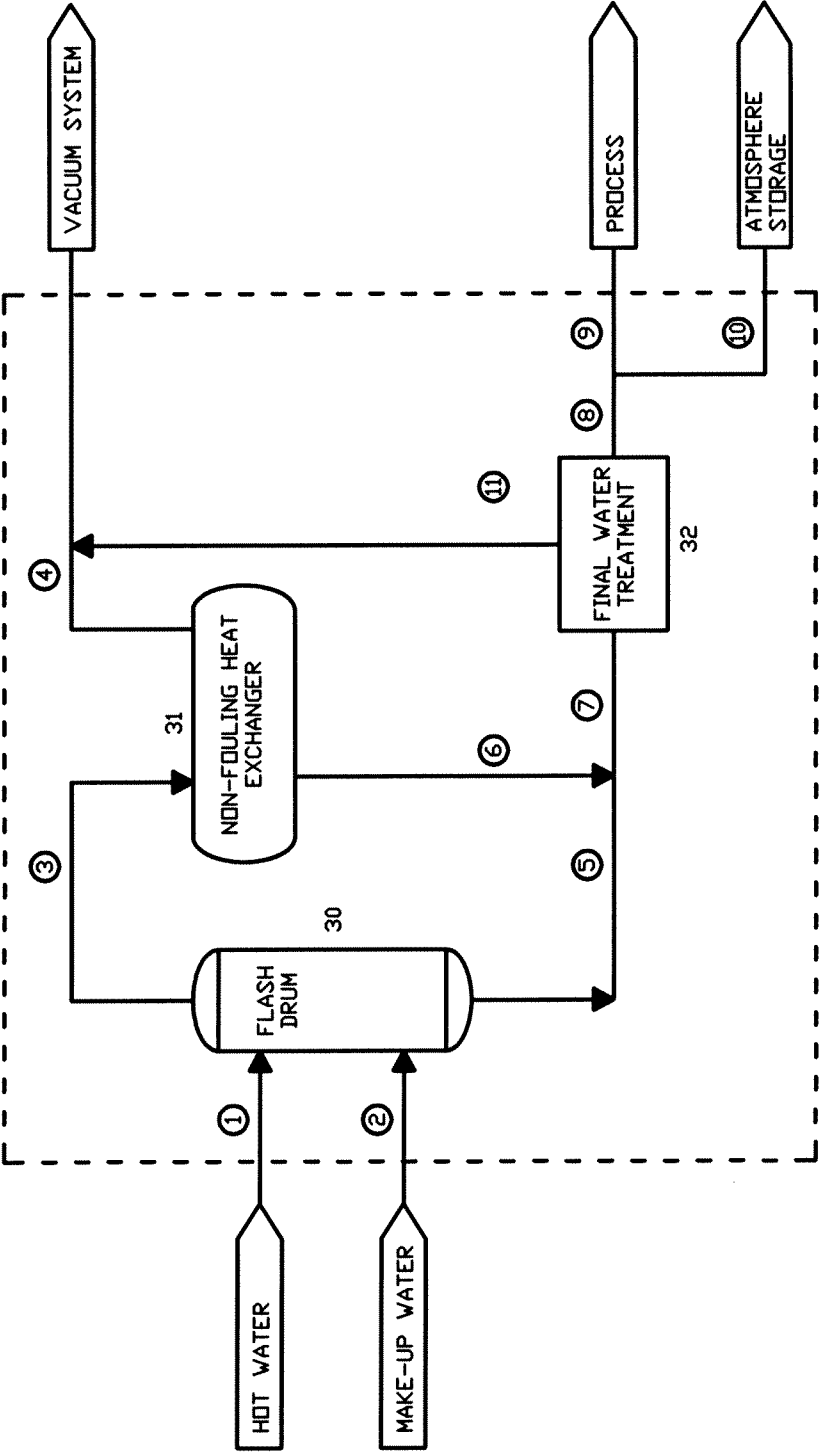 VACUUM SYSTEM
PROCESS
ATMOSPHERE
STORAGE
9
10
8
11
4
FINAL WATER
TREATMENT
32
31
NON-FOULING HEAT
EXCHANGER
7
6
3
5
30
FLASH
DRUM
1
2
HOT WATER
MAKE-UP WATER